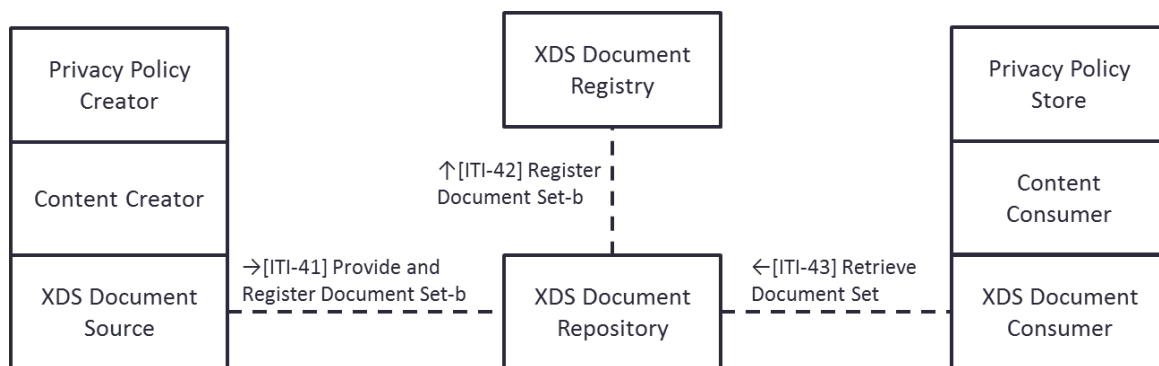 Privacy Policy
Creator
Content Creator
XDS Document
Source
→[ITI-41] Provide and
Register Document Set-b
XDS Document
Registry
↑[ITI-42] Register
Document Set-b
XDS Document
Repository
←[ITI-43] Retrieve
Document Set
Privacy Policy
Store
Content
Consumer
XDS Document
Consumer